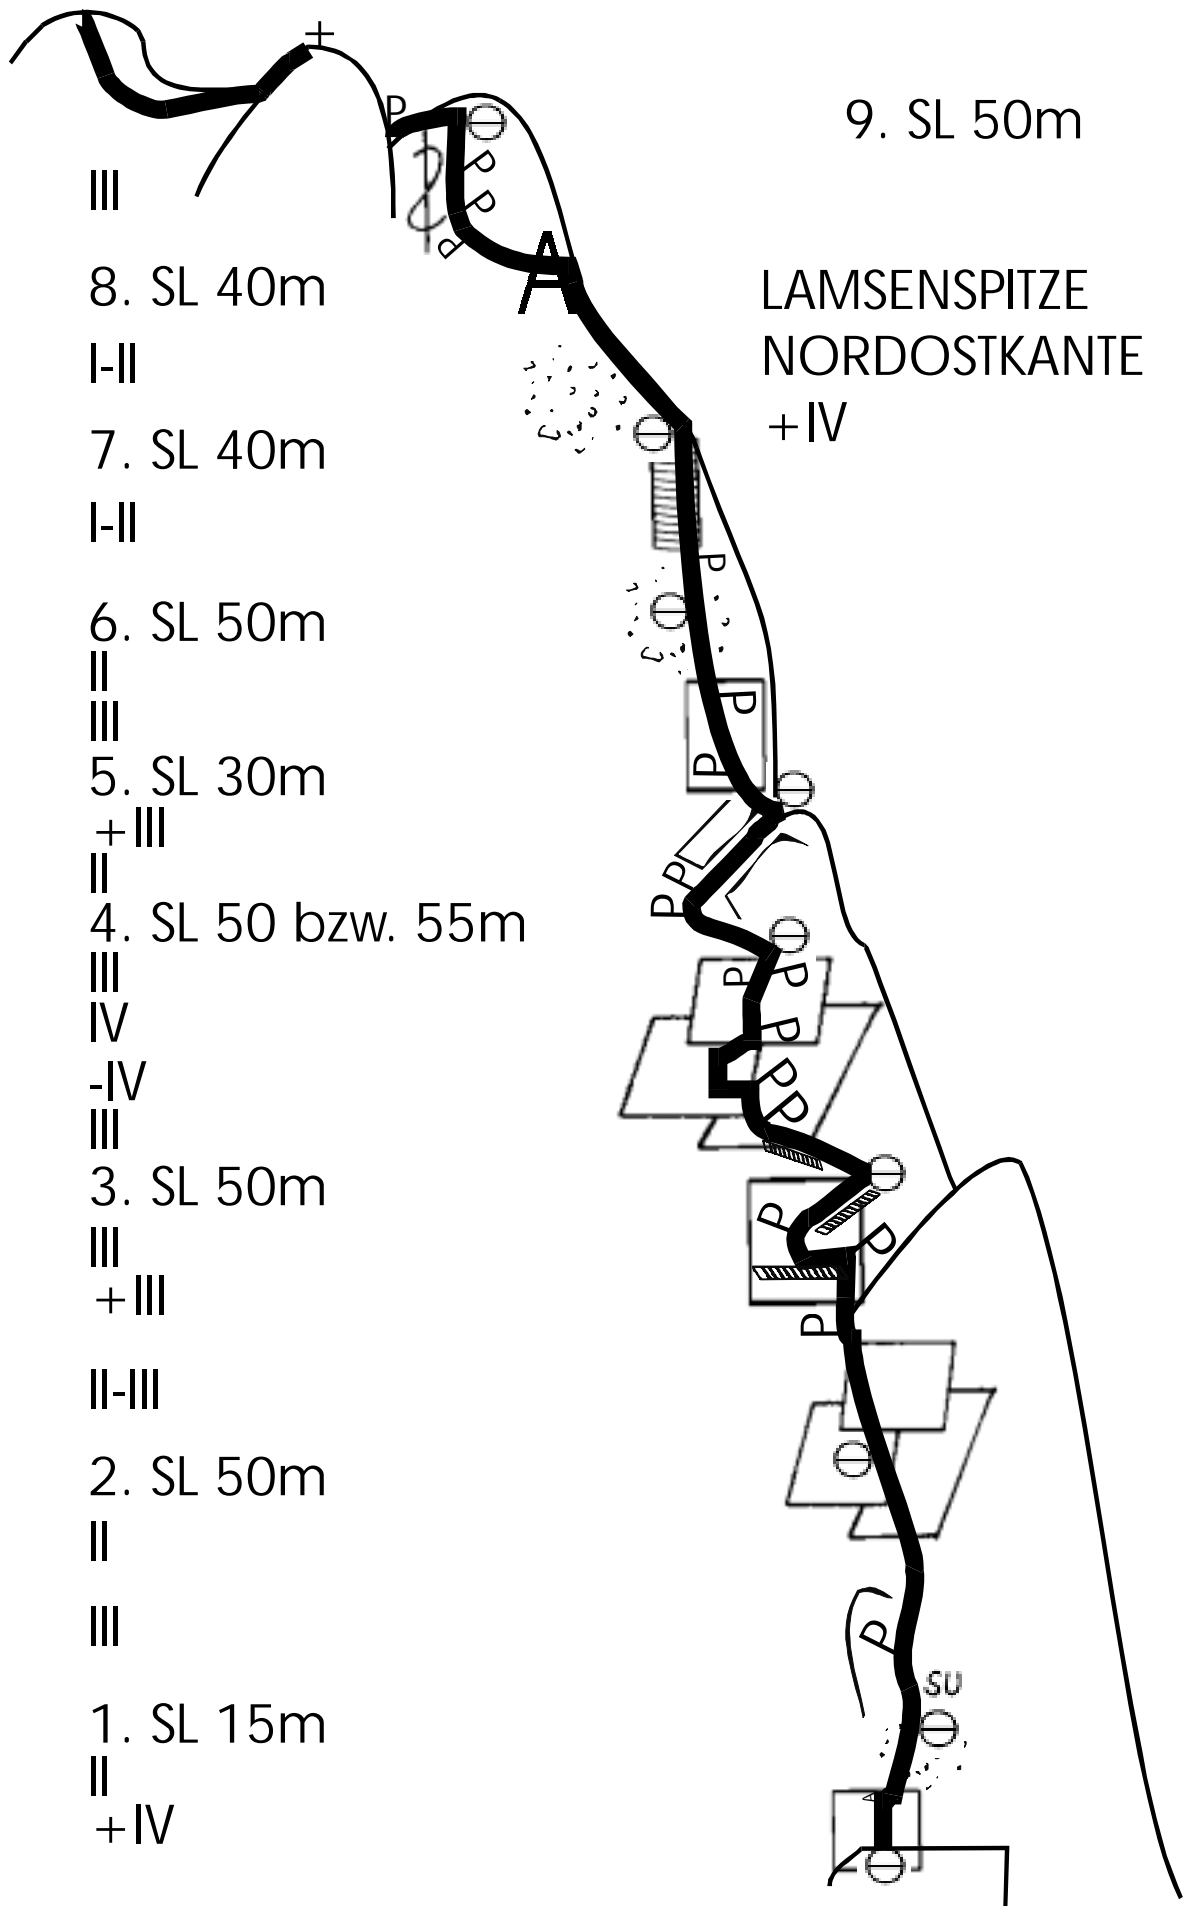 9. SL 50m
III
8. SL 40m
LAMSENSPITZE
NORDOSTKANTE
+IV
I-II
7. SL 40m
I-II
6. SL 50m
II
III
5. SL 30m
+III
II
4. SL 50 bzw. 55m
III
IV
-IV
III
3. SL 50m
III
+III
II-III
2. SL 50m
II
III
1. SL 15m
II
+IV
P
P
P
P
A
P
P
P
P
P
P
P
P
P
P
P
P
P
P
SU
A